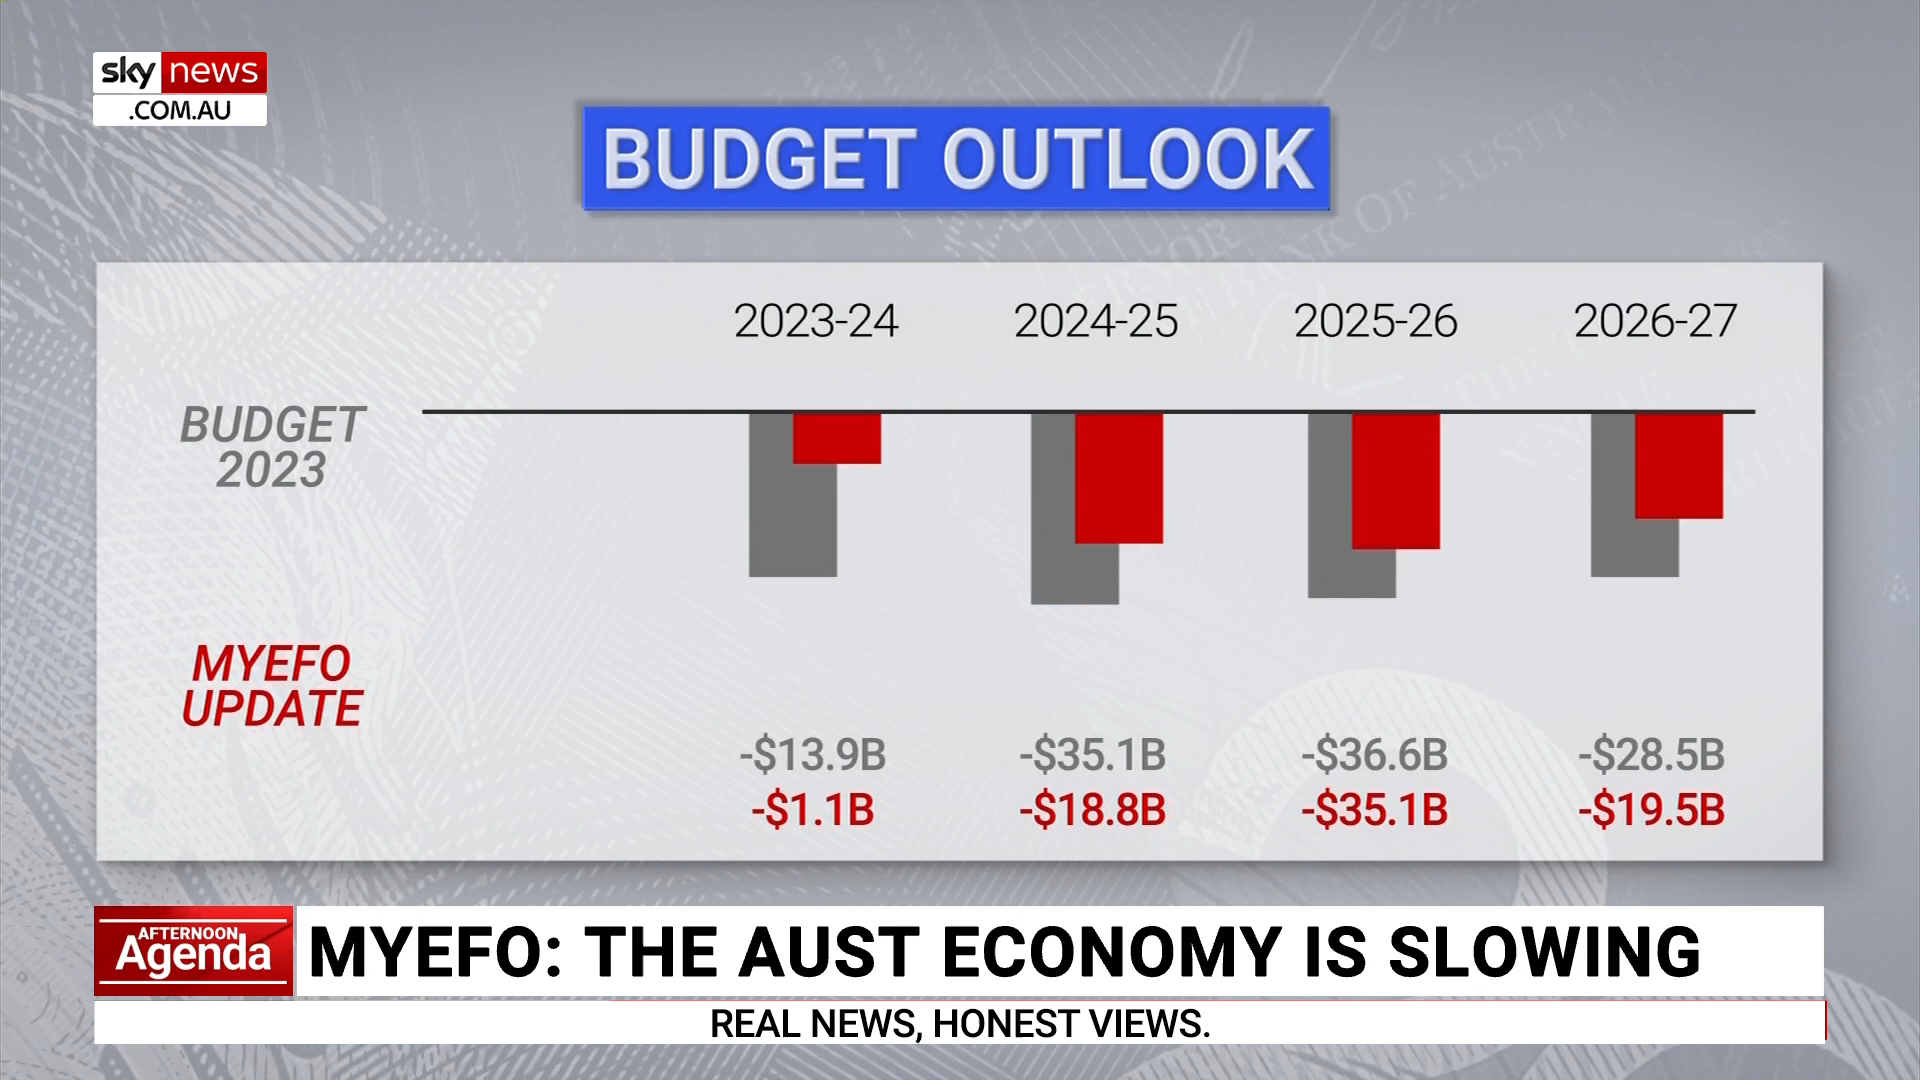 sky news
.COM.AU
BUDGET OUTLOOK
OF AUSTRALIA
2023-24 2024-25 2025-26 2026-27
BUDGET
2023
MYEFO
UPDATE
-$13.9B -$35.1B -$36.6B -$28.5B
-$1.1B -$18.8B -$35.1B -$19.5B
AFTERNOON
Agenda
MYEFO: THE AUST ECONOMY IS SLOWING
REAL NEWS, HONEST VIEWS.